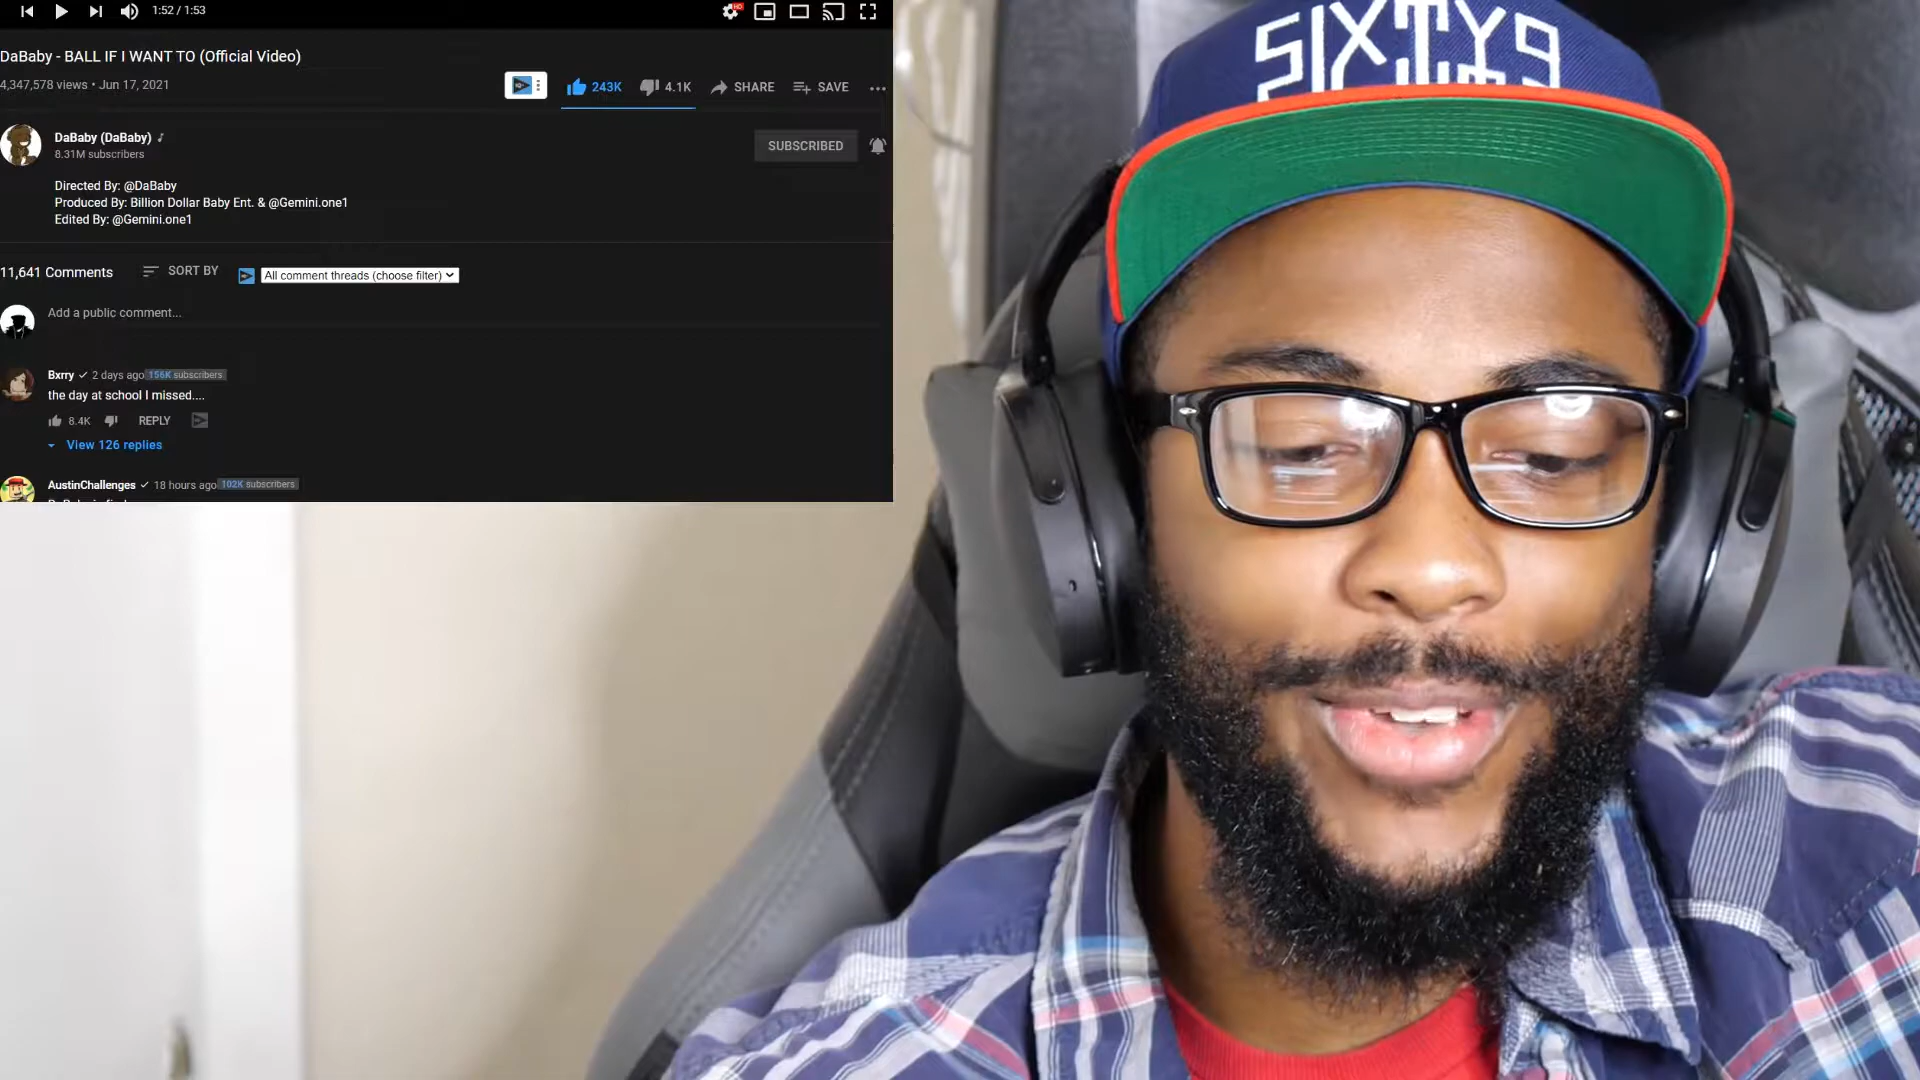 1:52 / 1:53
HD
DaBaby - BALL IF I WANT TO (Official Video)
4,347,578 views • Jun 17, 2021
243K
4.1K
SHARE
SAVE
DaBaby (DaBaby)
8.31M subscribers
SUBSCRIBED
Directed By: @DaBaby
Produced By: Billion Dollar Baby Ent. & @Gemini.one1
Edited By: @Gemini.one1
11,641 Comments
SORT BY
All comment threads (choose filter)
Add a public comment...
Bxrry 2 days ago 156K subscribers
the day at school I missed....
8.4K
REPLY
View 126 replies
AustinChallenges 18 hours ago 102K subscribers
SIXTY9